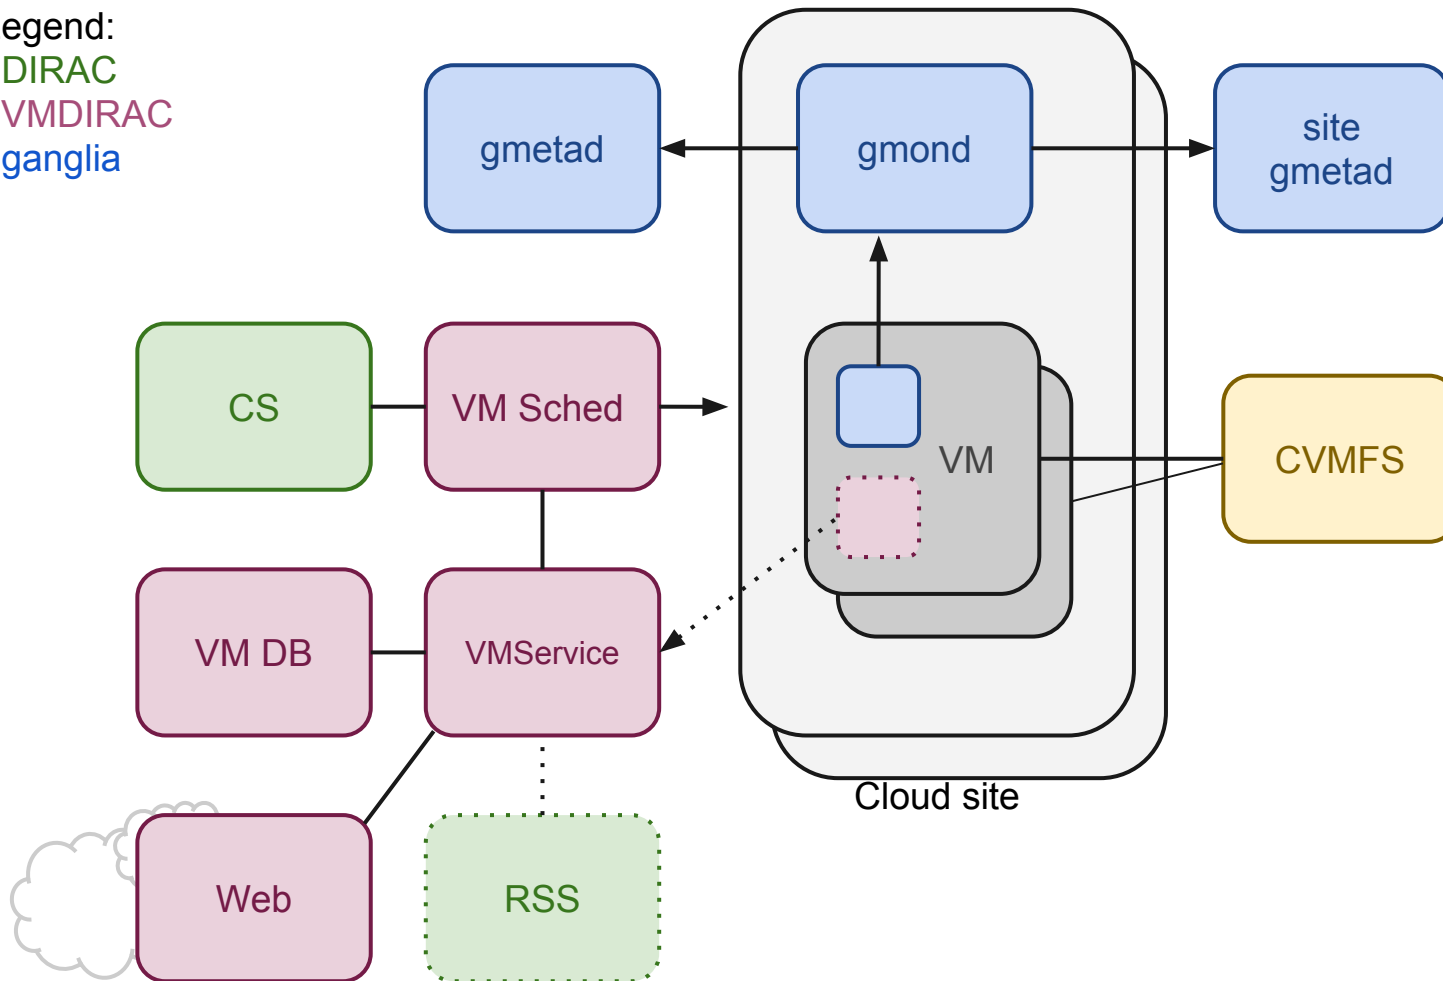 egend:
DIRAC
VMDIRAC
ganglia
gmetad
gmond
site
gmetad
CS
VM Sched
VM
CVMFS
VM DB
VMService
Cloud site
Web
RSS